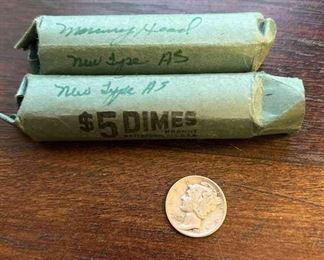 Mercury Head
New Type AS
New Type AS
$5 DIMES